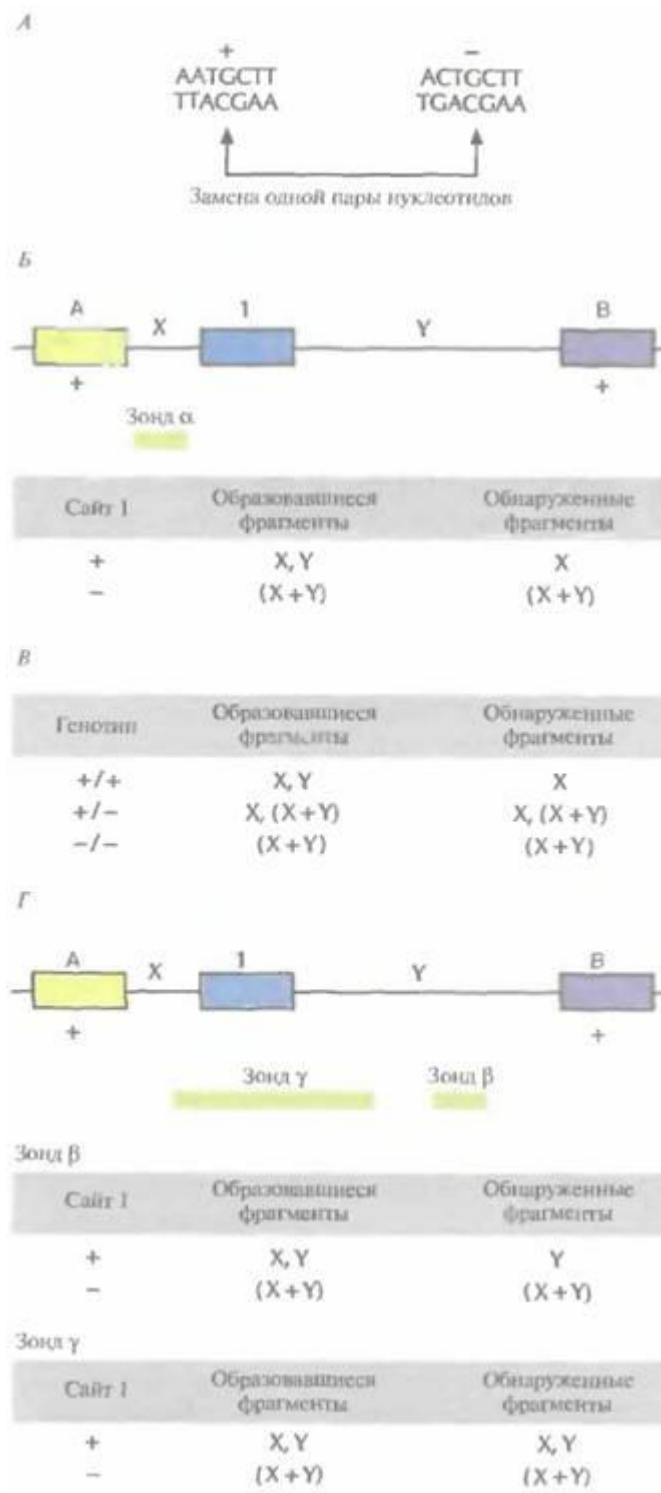 А
+ −
AATGCTT ACTGCTT
TTACGAA TGACGAA
Замена одной пары нуклеотидов
Б
A X 1 Y B
+ +
Зонд α
Сайт 1 Образовавшиеся фрагменты Обнаруженные фрагменты
+ X, Y X
− (X+Y) (X+Y)
В
Генотип Образовавшиеся фрагменты Обнаруженные фрагменты
+/+ X, Y X
+/− X, (X+Y) X, (X+Y)
−/− (X+Y) (X+Y)
Г
A X 1 Y B
+ +
Зонд γ Зонд β
Зонд β
Сайт 1 Образовавшиеся фрагменты Обнаруженные фрагменты
+ X, Y Y
− (X+Y) (X+Y)
Зонд γ
Сайт 1 Образовавшиеся фрагменты Обнаруженные фрагменты
+ X, Y X, Y
− (X+Y) (X+Y)